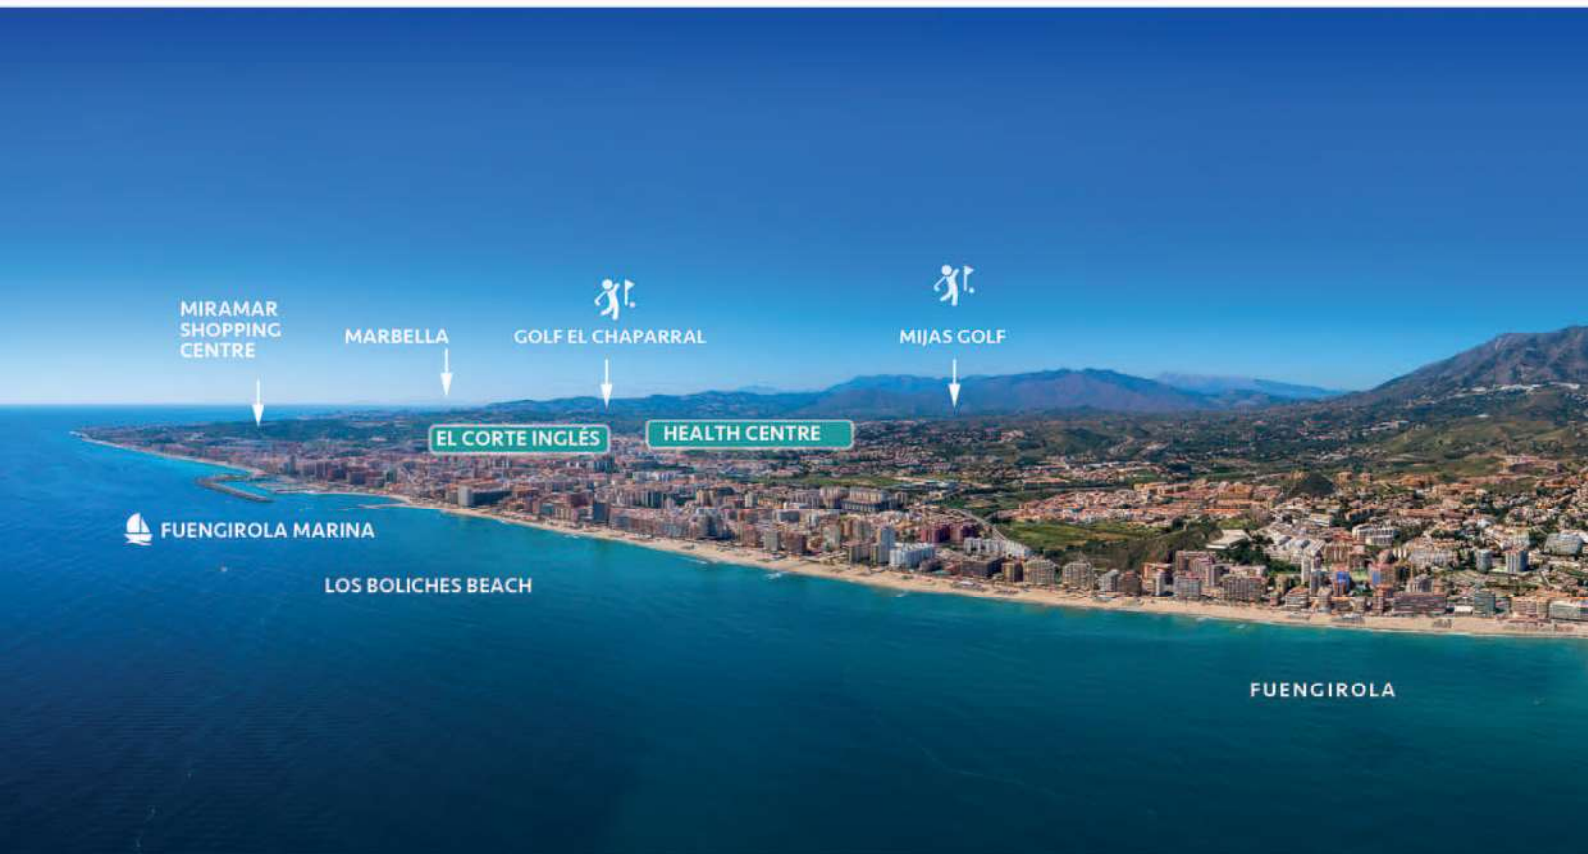 MIRAMAR
SHOPPING
CENTRE
MARBELLA
GOLF EL CHAPARRAL
MIJAS GOLF
EL CORTE INGLÉS
HEALTH CENTRE
FUENGIROLA MARINA
LOS BOLICHES BEACH
FUENGIROLA